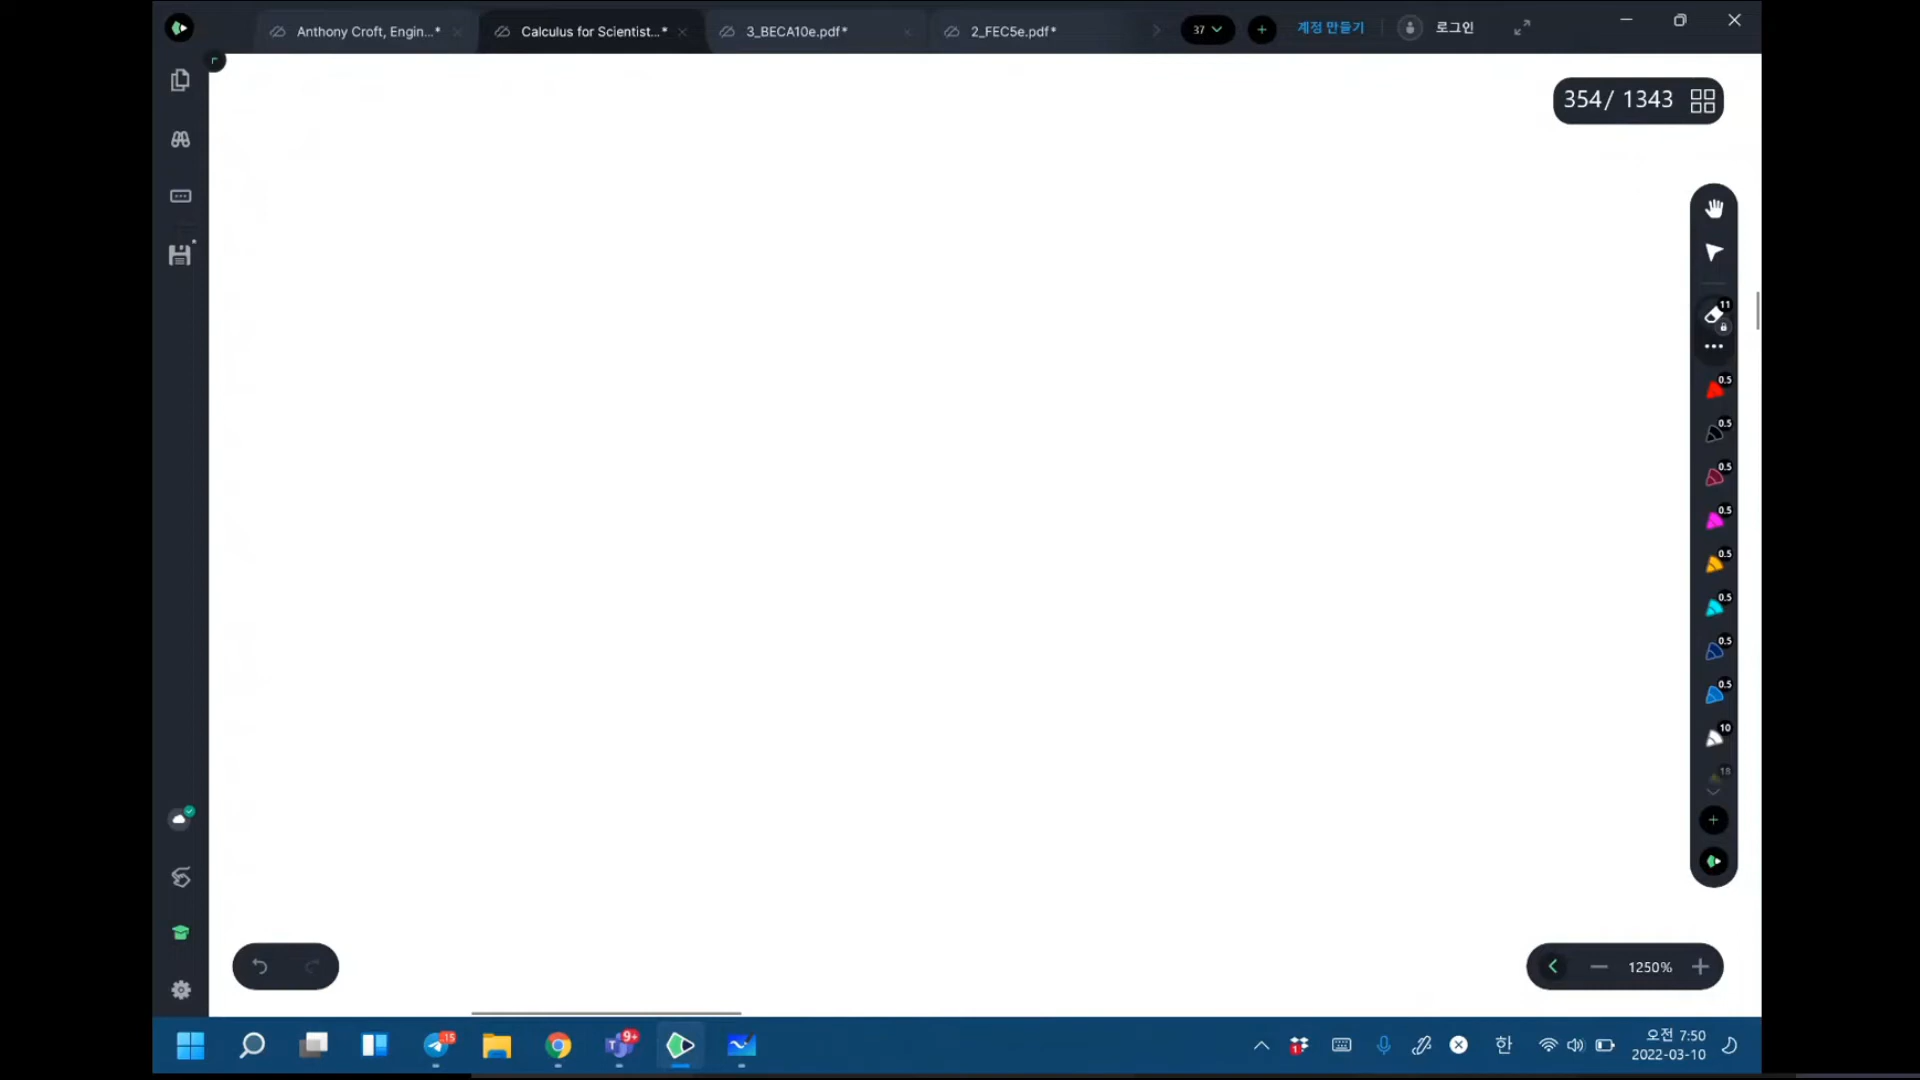 Anthony Croft, Engin...*
Calculus for Scientist...*
3_BECA10e.pdf*
2_FEC5e.pdf*
37
계정 만들기
로그인
354/ 1343
11
0.5
0.5
0.5
0.5
0.5
0.5
0.5
0.5
10
18
1250%
15
9+
1
한
오전 7:50
2022-03-10